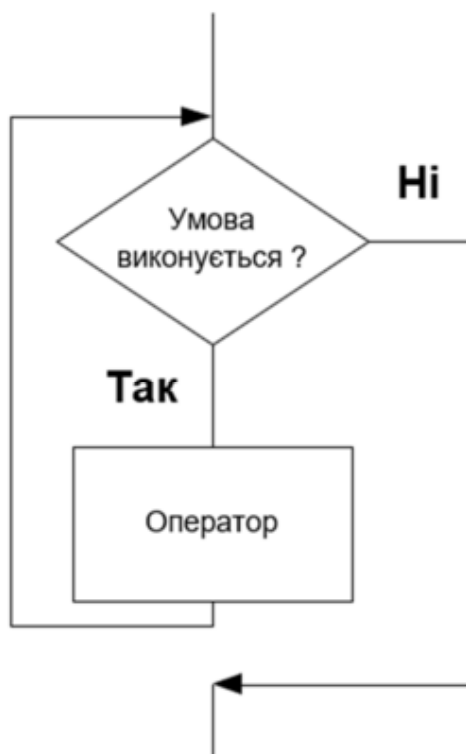 Умова
виконується ?
Ні
Так
Оператор